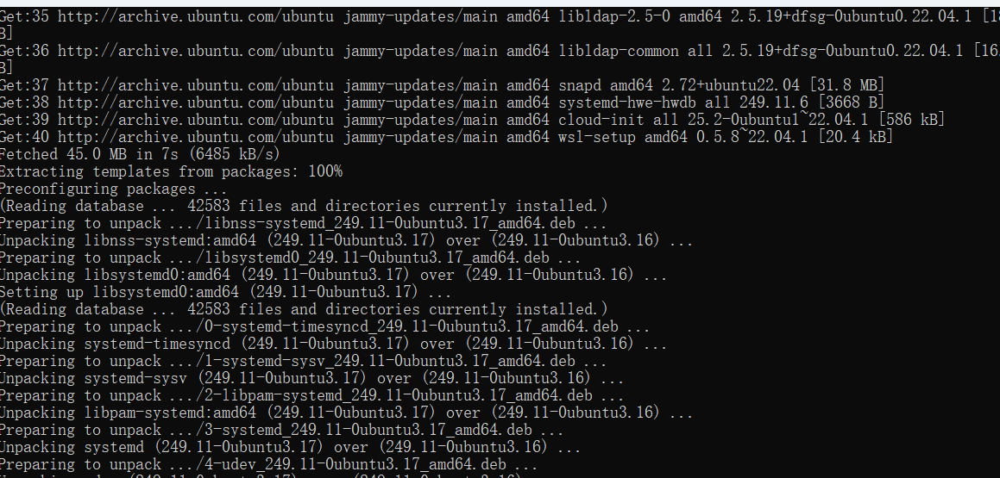 Get:35 http://archive.ubuntu.com/ubuntu jammy-updates/main amd64 libldap-2.5-0 amd64 2.5.19+dfsg-0ubuntu0.22.04.1
B]
Get:36 http://archive.ubuntu.com/ubuntu jammy-updates/main amd64 libldap-common all 2.5.19+dfsg-0ubuntu0.22.04.1 [16.
B]
Get:37 http://archive.ubuntu.com/ubuntu jammy-updates/main amd64 snapd amd64 2.72+ubuntu22.04 [31.8 MB]
Get:38 http://archive.ubuntu.com/ubuntu jammy-updates/main amd64 systemd-hwe-hwdb all 249.11.6 [3668 B]
Get:39 http://archive.ubuntu.com/ubuntu jammy-updates/main amd64 cloud-init all 25.2-0ubuntu1~22.04.1 [586 kB]
Get:40 http://archive.ubuntu.com/ubuntu jammy-updates/main amd64 wsl-setup amd64 0.5.8~22.04.1 [20.4 kB]
Fetched 45.0 MB in 7s (6485 kB/s)
Extracting templates from packages: 100%
Preconfiguring packages ...
(Reading database ... 42583 files and directories currently installed.)
Preparing to unpack .../libnss-systemd_249.11-0ubuntu3.17_amd64.deb ...
Unpacking libnss-systemd:amd64 (249.11-0ubuntu3.17) over (249.11-0ubuntu3.16) ...
Preparing to unpack .../libsystemd0_249.11-0ubuntu3.17_amd64.deb ...
Unpacking libsystemd0:amd64 (249.11-0ubuntu3.17) over (249.11-0ubuntu3.16) ...
Setting up libsystemd0:amd64 (249.11-0ubuntu3.17) ...
(Reading database ... 42583 files and directories currently installed.)
Preparing to unpack .../0-systemd-timesyncd_249.11-0ubuntu3.17_amd64.deb ...
Unpacking systemd-timesyncd (249.11-0ubuntu3.17) over (249.11-0ubuntu3.16) ...
Preparing to unpack .../1-systemd-sysv_249.11-0ubuntu3.17_amd64.deb ...
Unpacking systemd-sysv (249.11-0ubuntu3.17) over (249.11-0ubuntu3.16) ...
Preparing to unpack .../2-libpam-systemd_249.11-0ubuntu3.17_amd64.deb ...
Unpacking libpam-systemd:amd64 (249.11-0ubuntu3.17) over (249.11-0ubuntu3.16) ...
Preparing to unpack .../3-systemd_249.11-0ubuntu3.17_amd64.deb ...
Unpacking systemd (249.11-0ubuntu3.17) over (249.11-0ubuntu3.16) ...
Preparing to unpack .../4-udev_249.11-0ubuntu3.17_amd64.deb ...